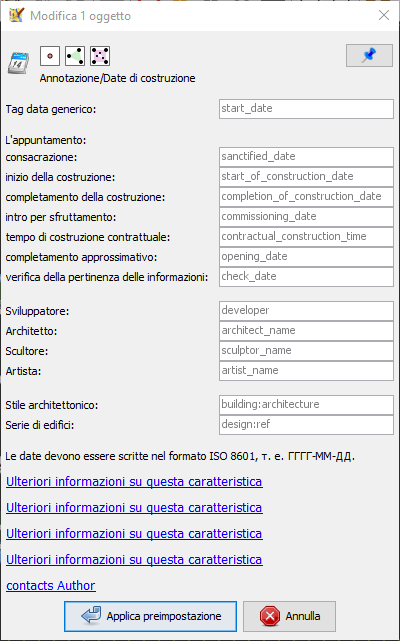 Modifica 1 oggetto
14
Annotazione/Date di costruzione
Tag data generico: start_date
L'appuntamento:
consacrazione: sanctified_date
inizio della costruzione: start_of_construction_date
completamento della costruzione: completion_of_construction_date
intro per sfruttamento: commissioning_date
tempo di costruzione contrattuale: contractual_construction_time
completamento approssimativo: opening_date
verifica della pertinenza delle informazioni: check_date
Sviluppatore: developer
Architetto: architect_name
Scultore: sculptor_name
Artista: artist_name
Stile architettonico: building:architecture
Serie di edifici: design:ref
Le date devono essere scritte nel formato ISO 8601, т. е. ГГГГ-ММ-ДД.
Ulteriori informazioni su questa caratteristica
Ulteriori informazioni su questa caratteristica
Ulteriori informazioni su questa caratteristica
Ulteriori informazioni su questa caratteristica
contacts Author
Applica preimpostazione Annulla